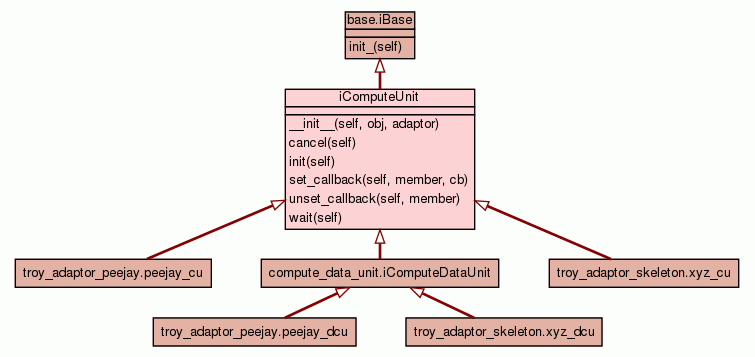 base.iBase
init_(self)
iComputeUnit
__init__(self, obj, adaptor)
cancel(self)
init(self)
set_callback(self, member, cb)
unset_callback(self, member)
wait(self)
troy_adaptor_peejay.peejay_cu
compute_data_unit.iComputeDataUnit
troy_adaptor_skeleton.xyz_cu
troy_adaptor_peejay.peejay_dcu
troy_adaptor_skeleton.xyz_dcu